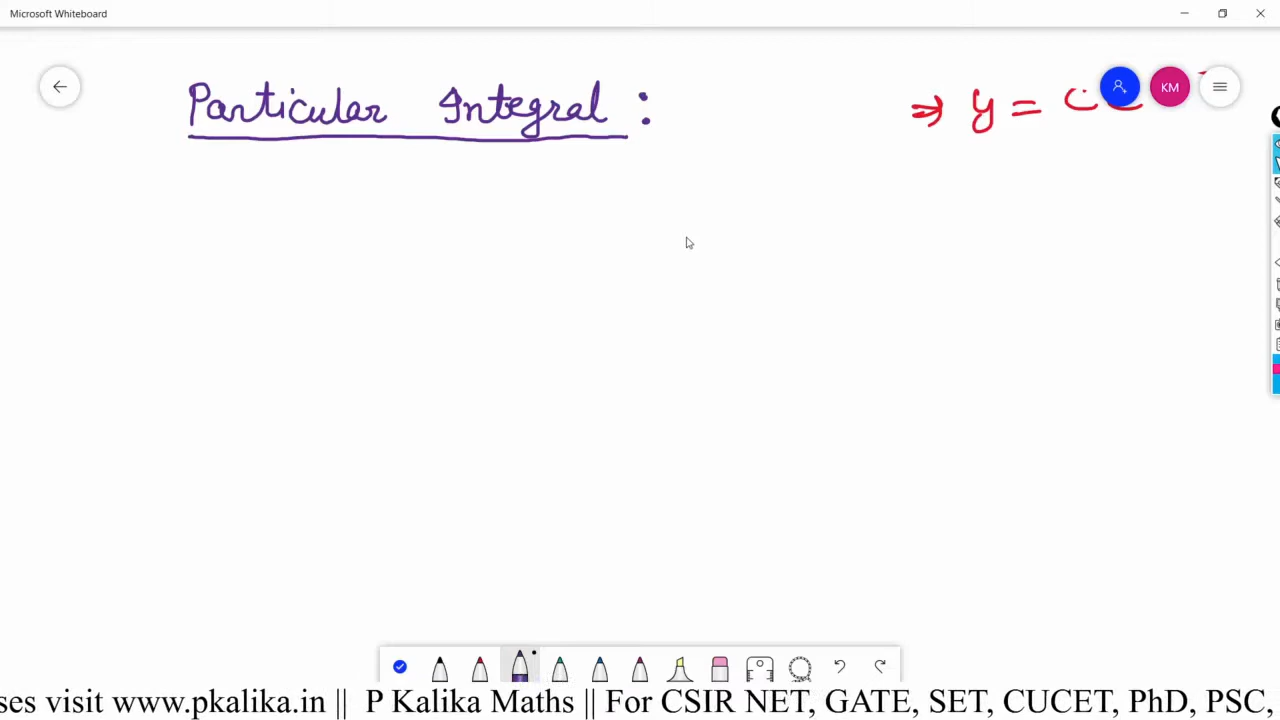 Microsoft Whiteboard
Particular Integral :
⇒ y =
KM
ses visit www.pkalika.in || P Kalika Maths || For CSIR NET, GATE, SET, CUCET, PhD, PSC,